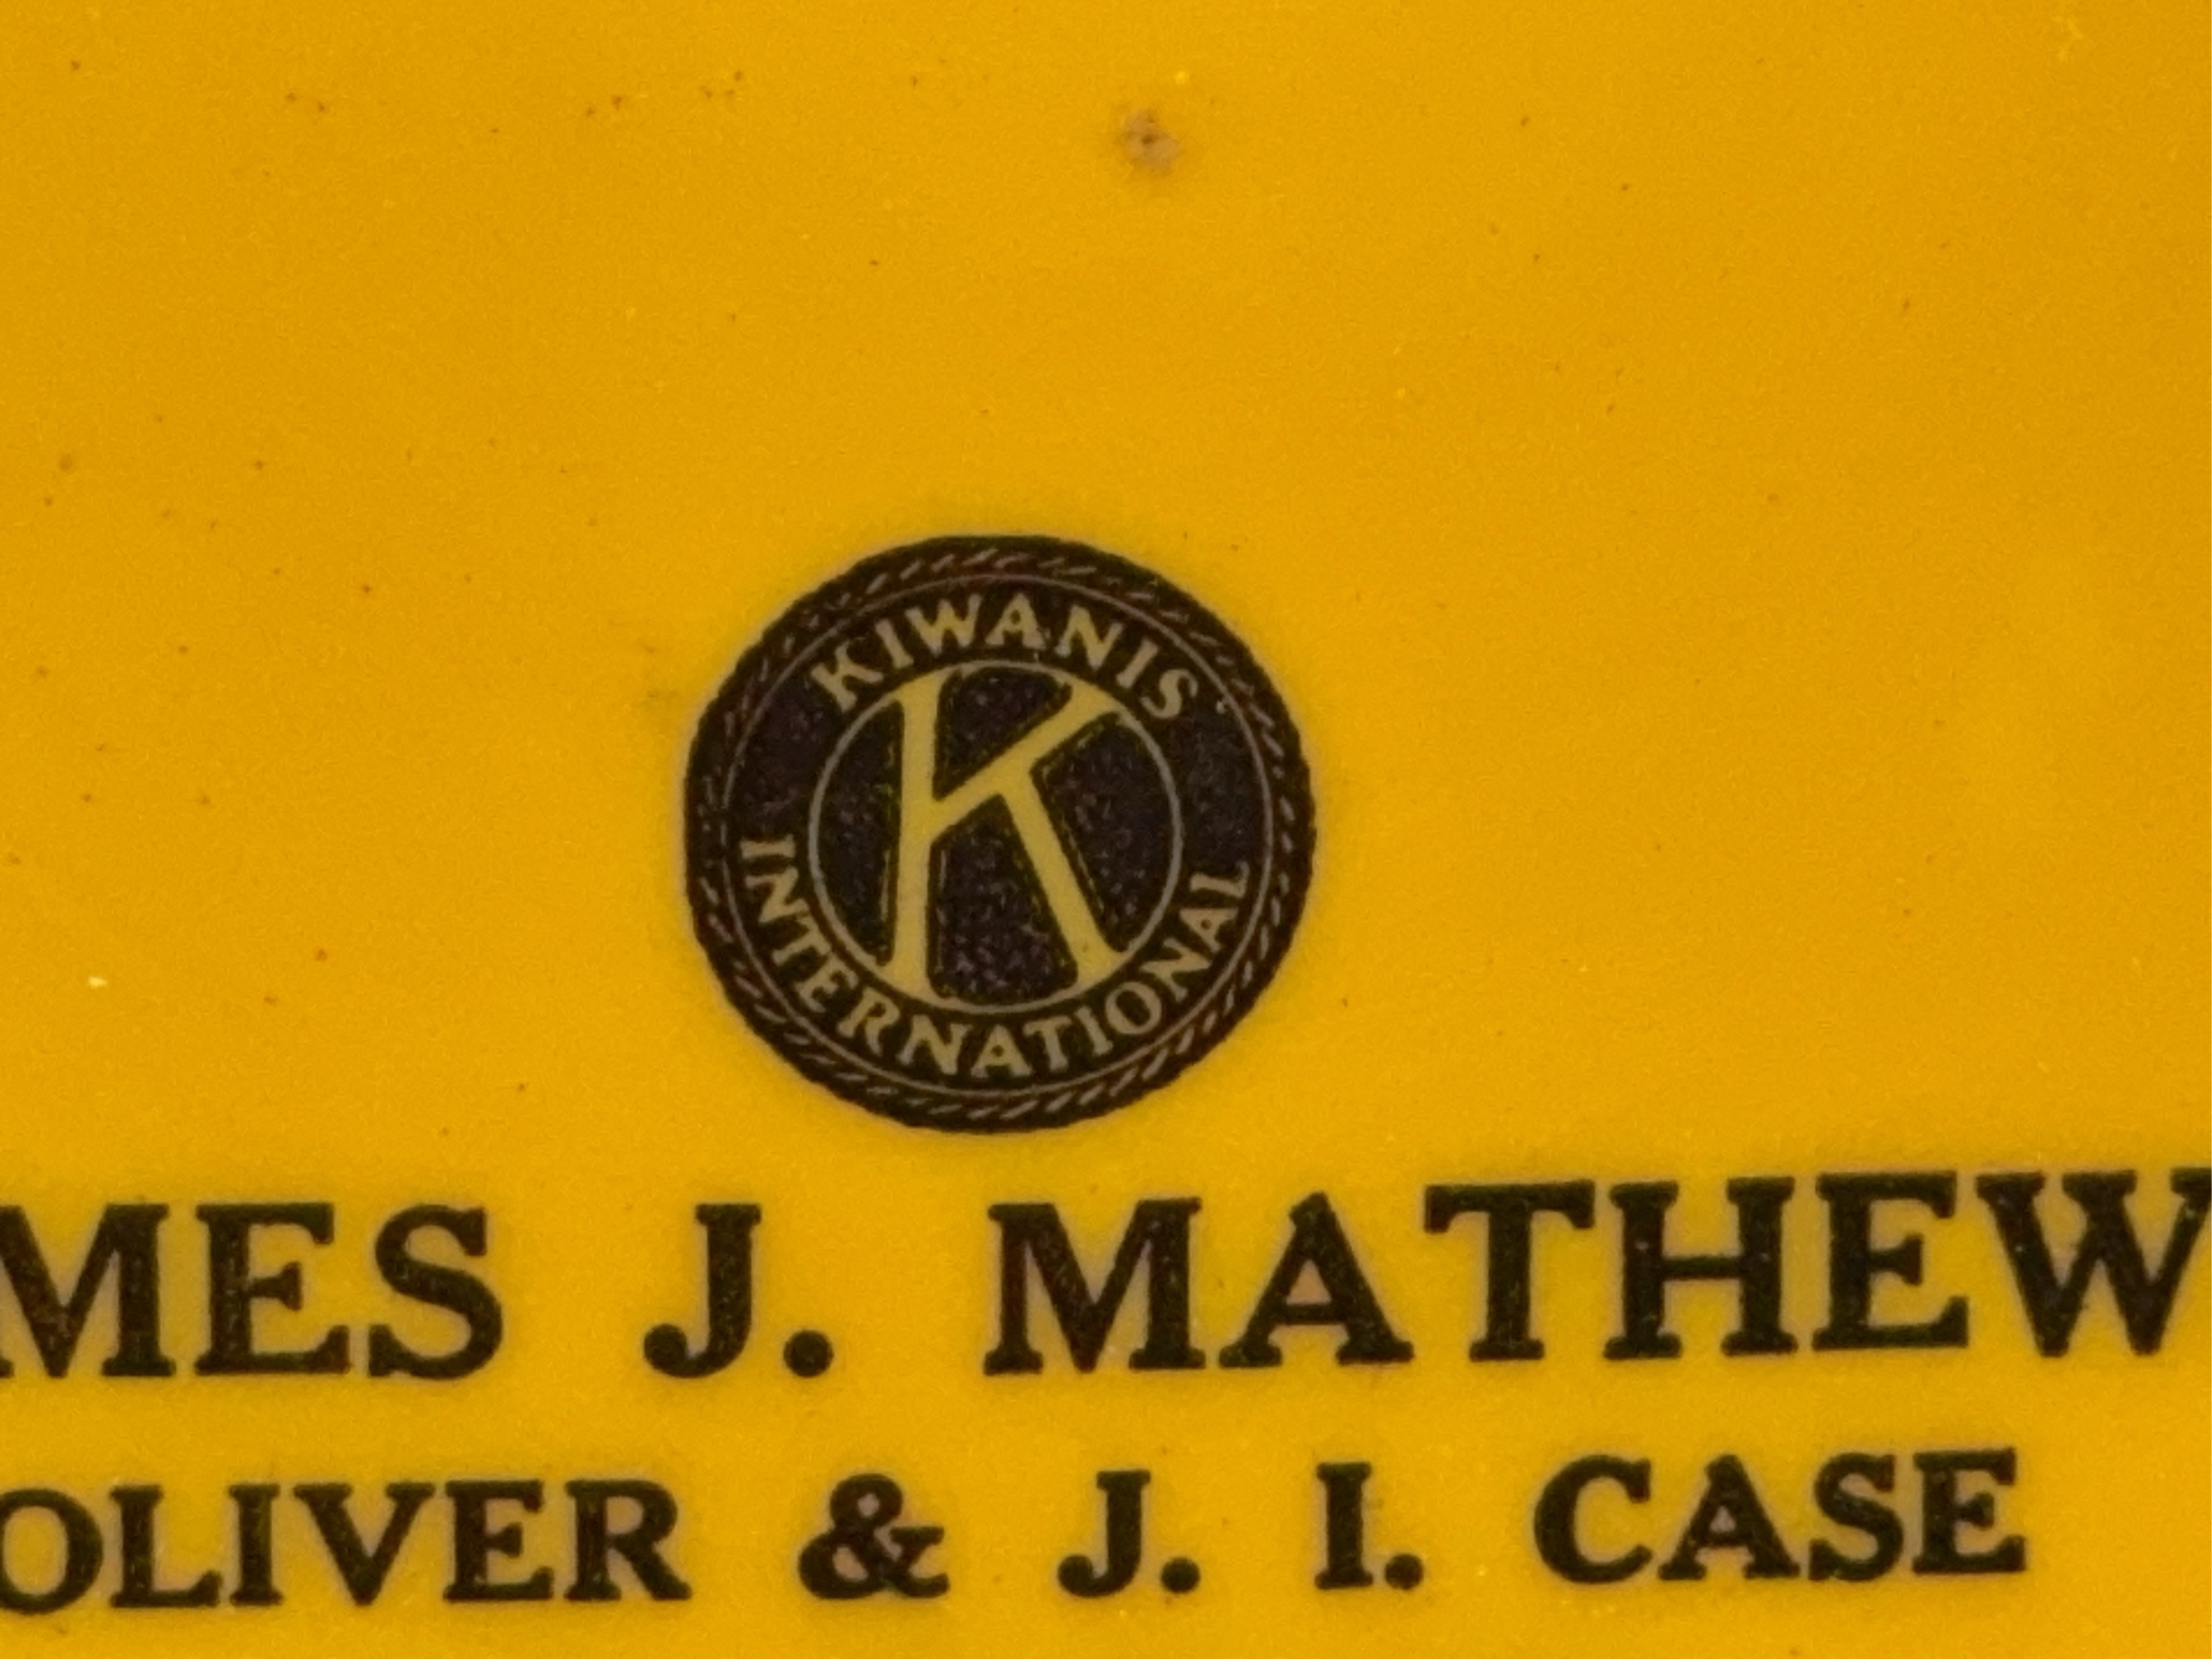 KIWANIS
K
INTERNATIONAL
MES J. MATHEW
OLIVER & J. I. CASE